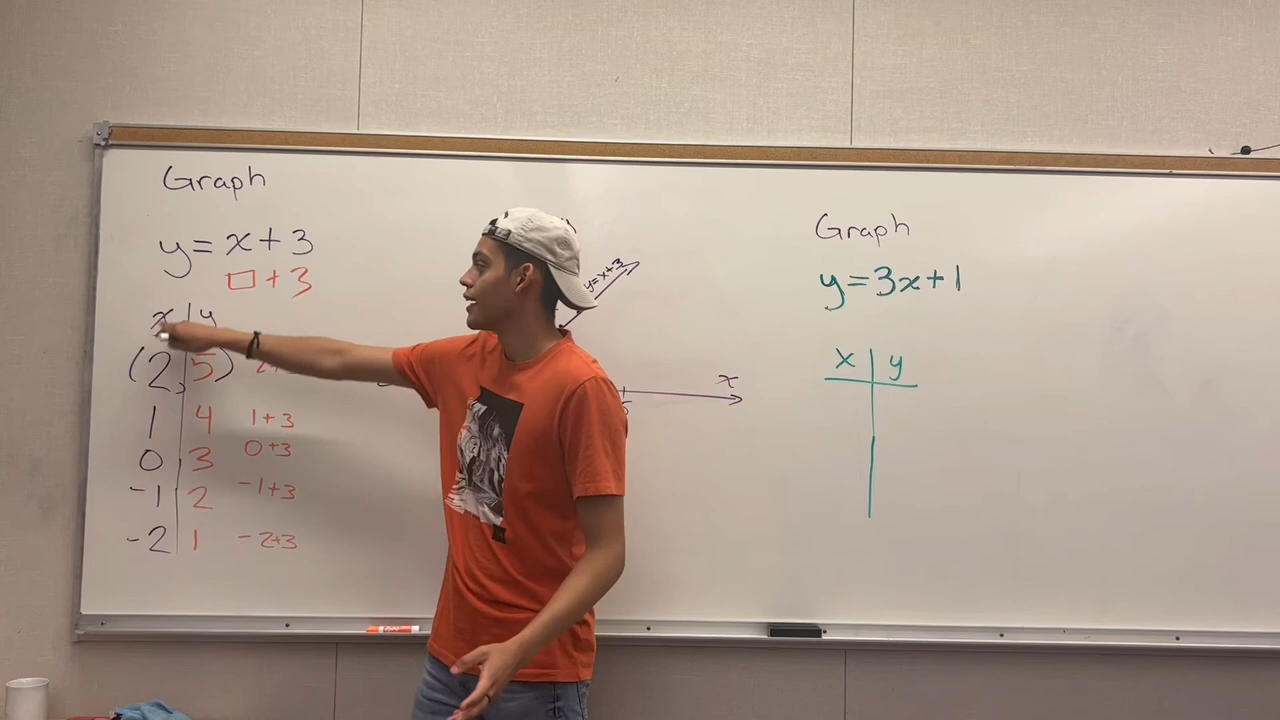 Graph
y = x + 3
□ + 3
x | y
(2, 5)
1 | 4 1+3
0 | 3 0+3
-1 | 2 -1+3
-2 | 1 -2+3
y=x+3
x
Graph
y=3x+1
x | y